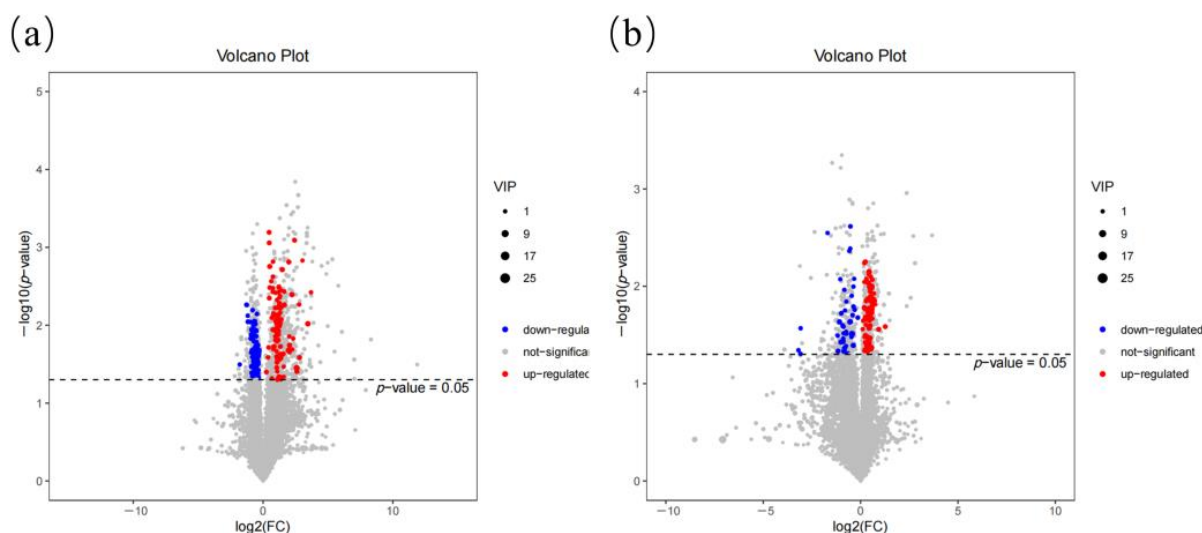 (a)
Volcano Plot
5
4
3
2
1
0
−log10(p−value)
−10
0
10
log2(FC)
p−value = 0.05
VIP
1
9
17
25
down−regula
not−significa
up−regulated
(b)
Volcano Plot
4
3
2
1
0
−log10(p−value)
−10
−5
0
5
10
log2(FC)
p−value = 0.05
VIP
1
9
17
25
down−regulated
not−significant
up−regulated